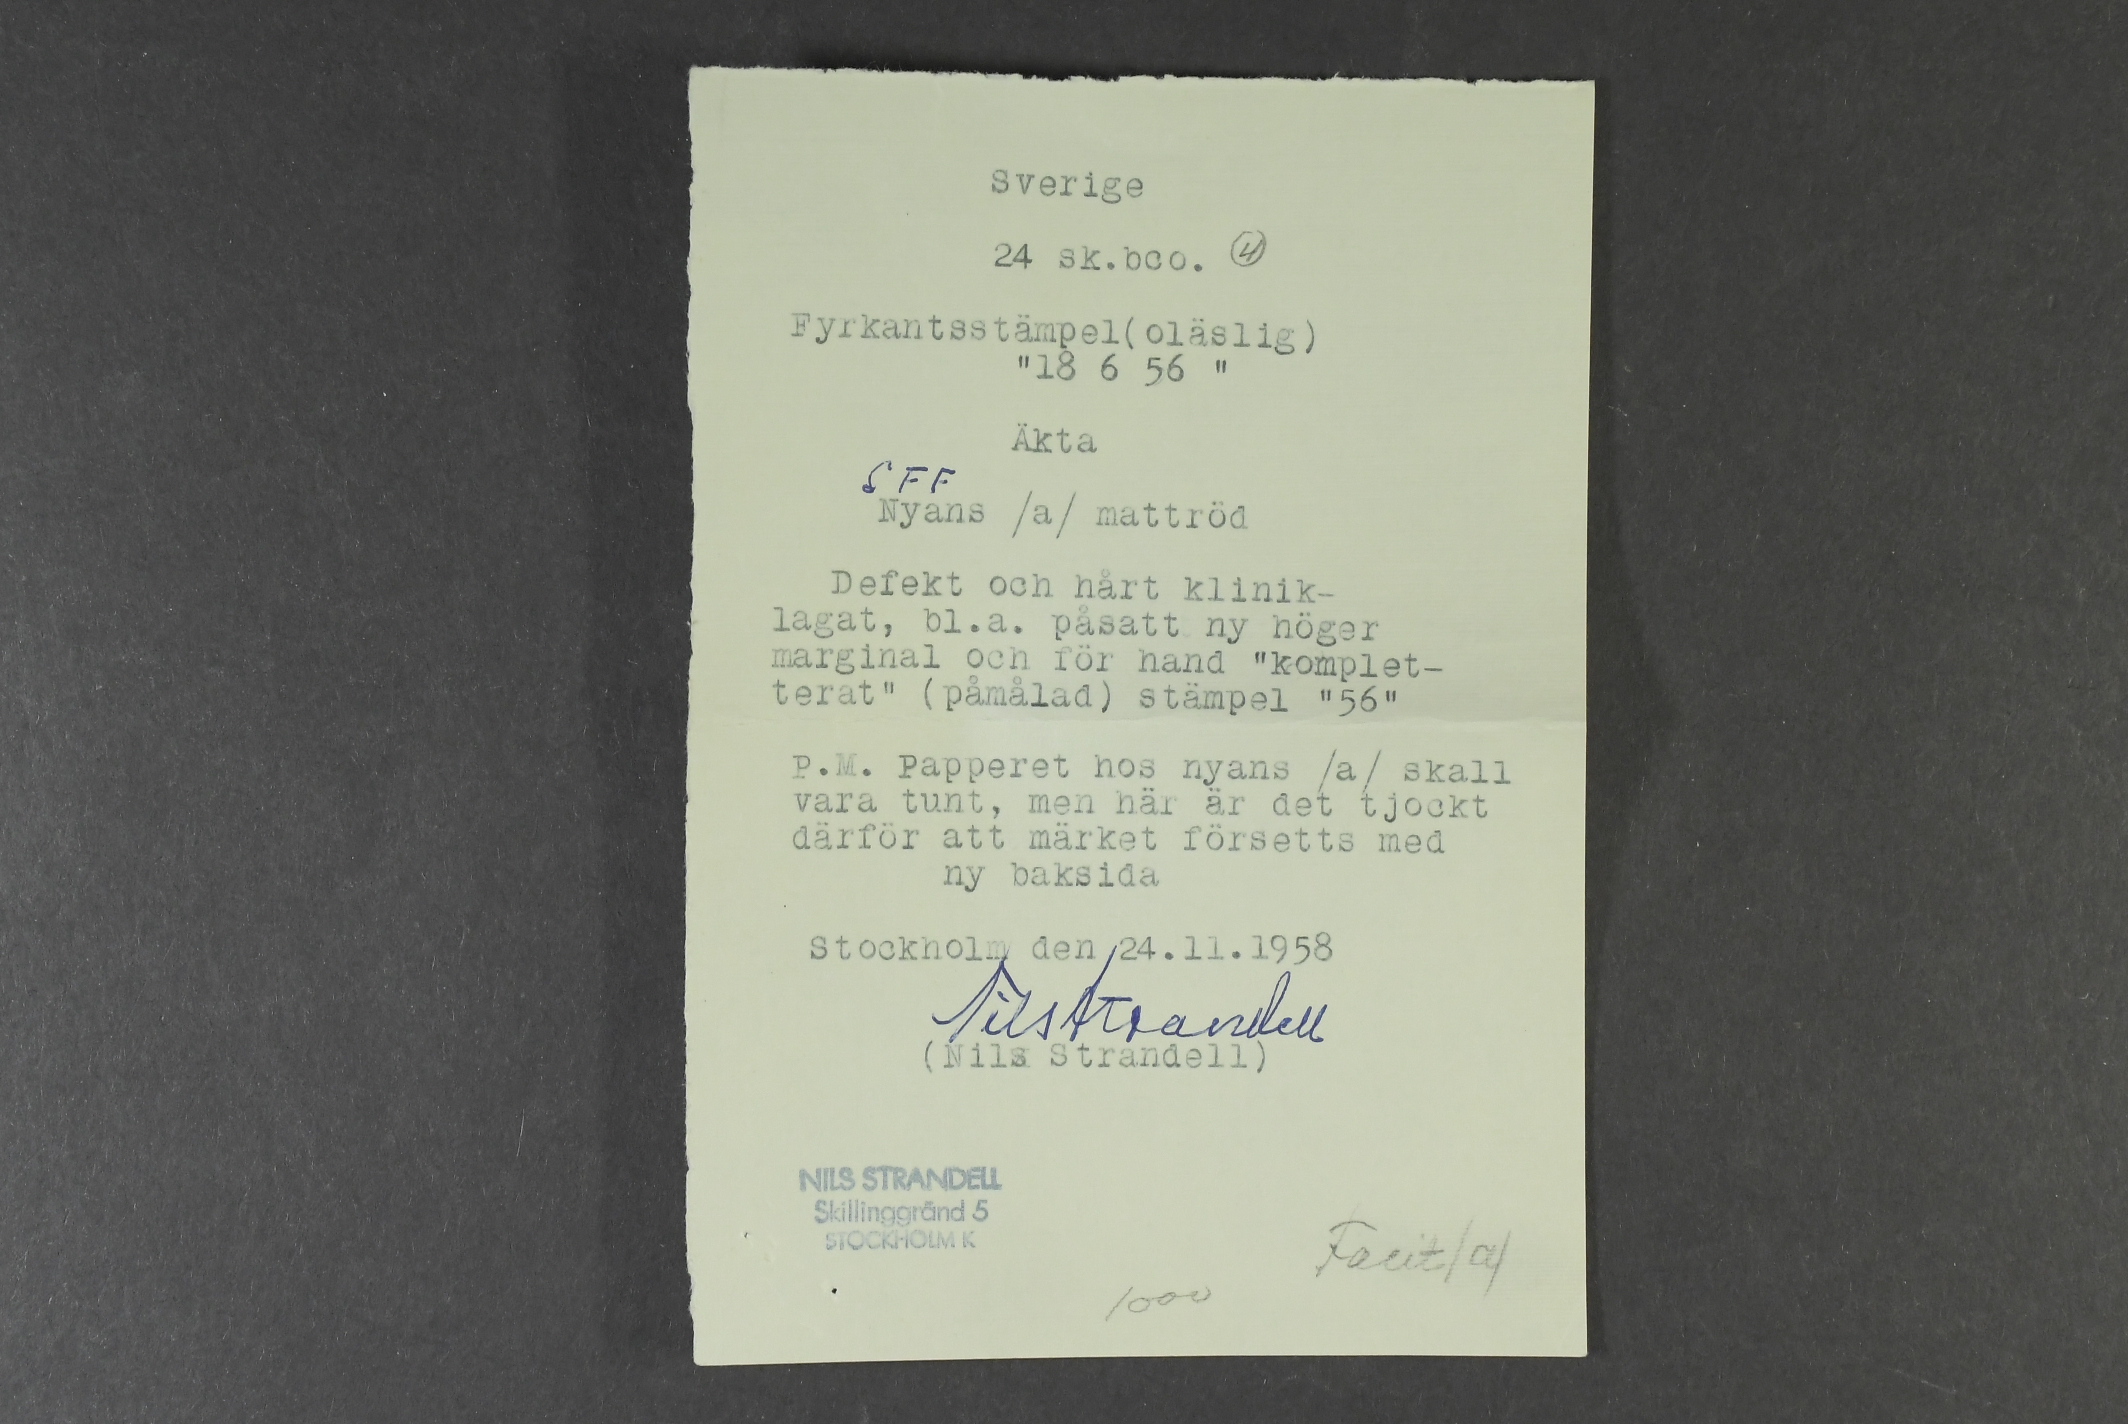 Sverige
24 sk.bco. 4
Fyrkantsstämpel(oläslig)
"18 6 56 "
Äkta
SFF
Nyans /a/ mattröd
Defekt och hårt klinik-
lagat, bl.a. påsatt ny höger
marginal och för hand "komplet-
terat" (påmålad) stämpel "56"
P.M. Papperet hos nyans /a/ skall
vara tunt, men här är det tjockt
därför att märket försetts med
ny baksida
Stockholm den 24.11.1958
Nils Strandell
(Nils Strandell)
NILS STRANDELL
Skillinggränd 5
STOCKHOLM K
Facit /a/
1000